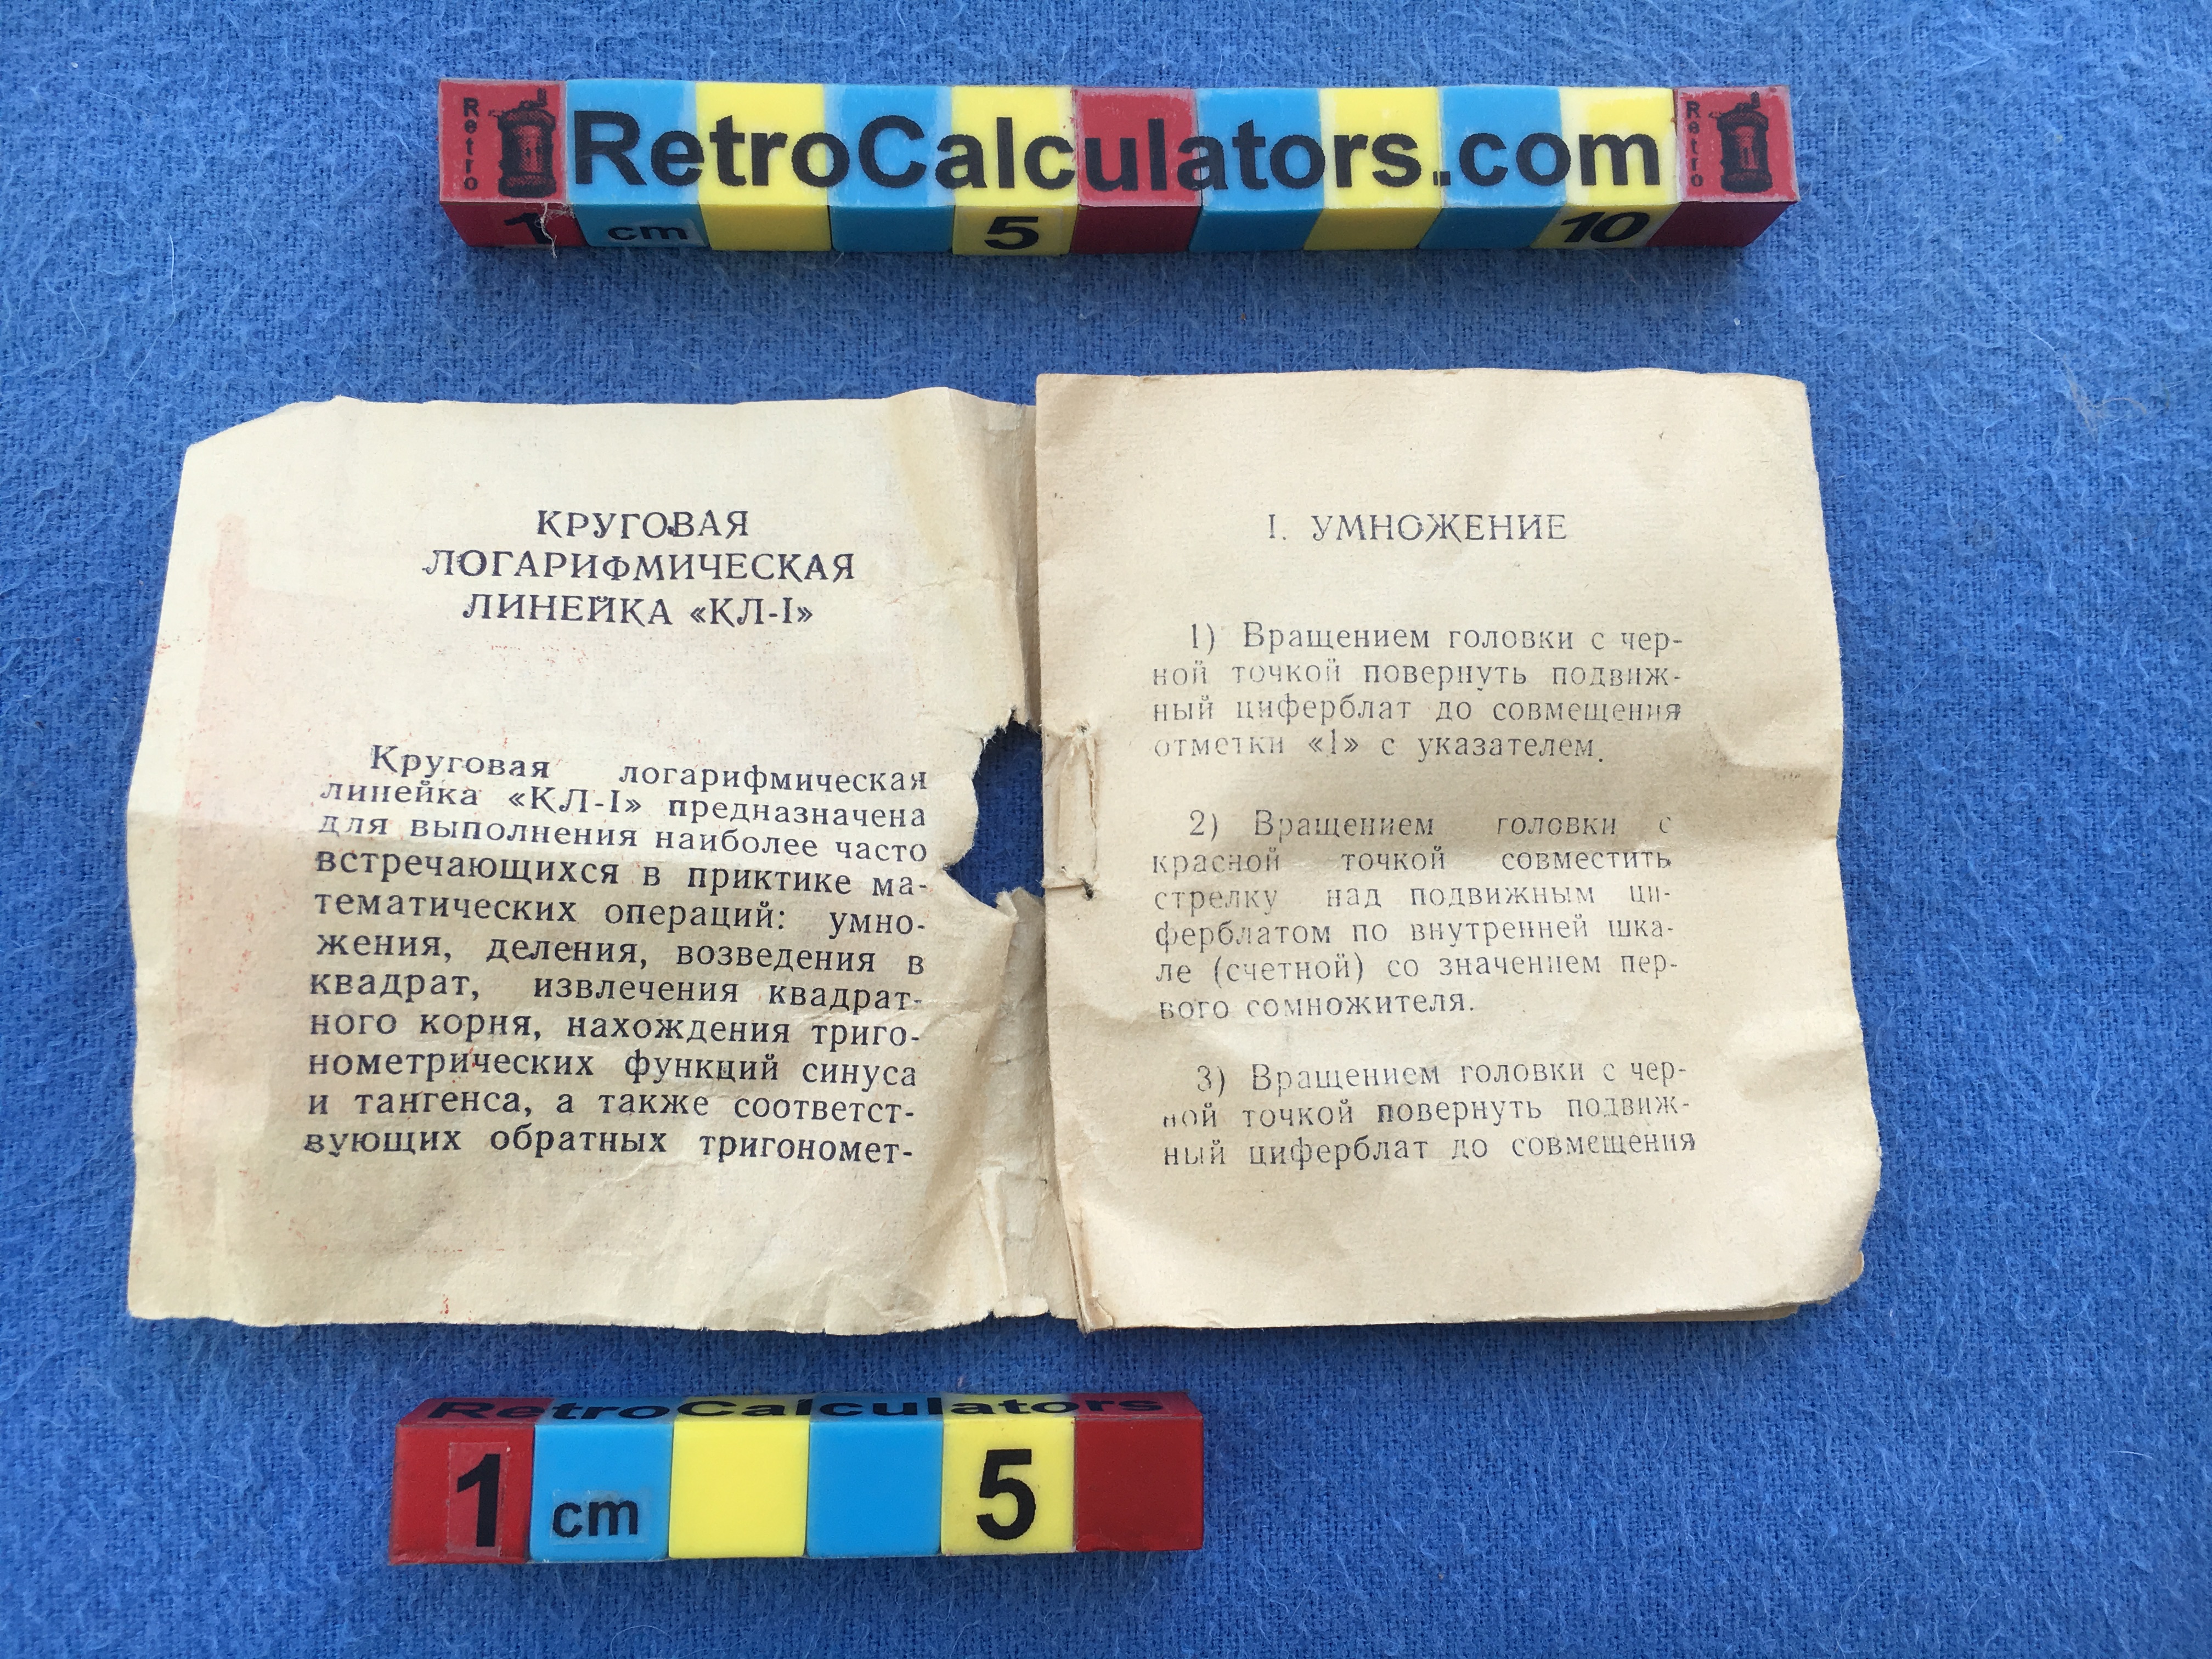 Retro
RetroCalculators.com
Retro
1 cm 5 10
КРУГОВАЯ
ЛОГАРИФМИЧЕСКАЯ
ЛИНЕЙКА «КЛ-I»
Круговая логарифмическая
линейка «КЛ-I» предназначена
для выполнения наиболее часто
встречающихся в приктике ма-
тематических операций: умно-
жения, деления, возведения в
квадрат, извлечения квадрат-
ного корня, нахождения триго-
нометрических функций синуса
и тангенса, а также соответст-
вующих обратных тригономет-
I. УМНОЖЕНИЕ
1) Вращением головки с чер-
ной точкой повернуть подвиж-
ный циферблат до совмещения
отметки «1» с указателем.
2) Вращением головки с
красной точкой совместить
стрелку над подвижным ци-
ферблатом по внутренней шка-
ле (счетной) со значением пер-
вого сомножителя.
3) Вращением головки с чер-
ной точкой повернуть подвиж-
ный циферблат до совмещения
RetroCalculators
1 cm 5